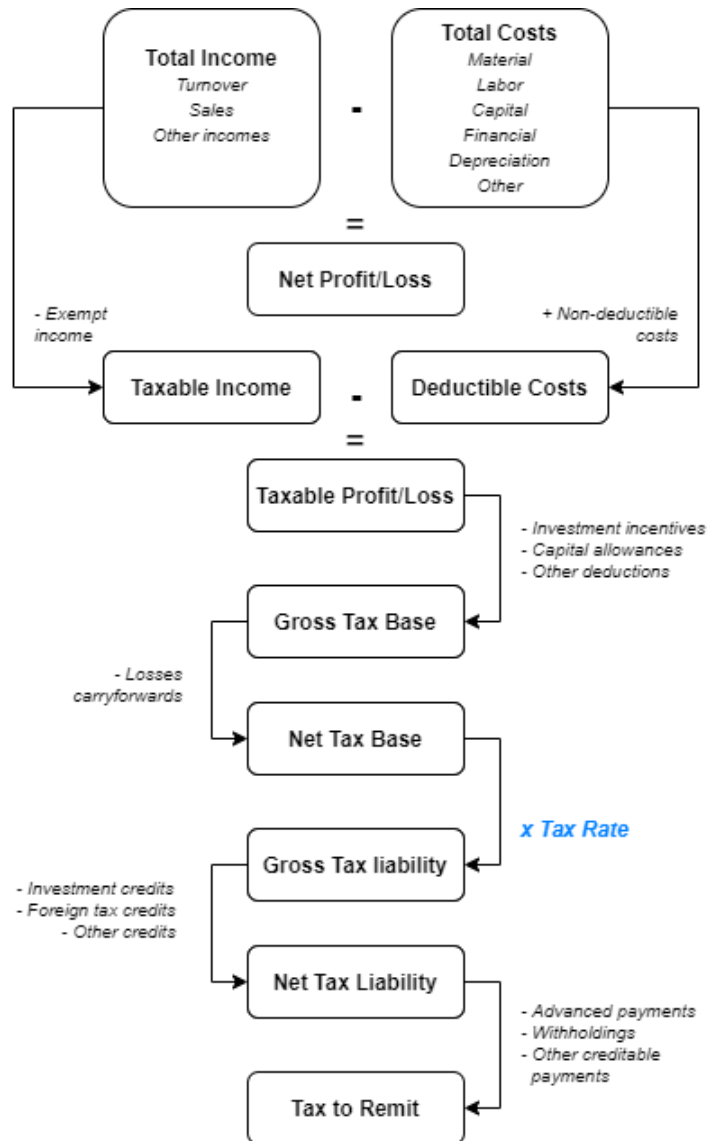 Total Income
Turnover
Sales
Other incomes
-
Total Costs
Material
Labor
Capital
Financial
Depreciation
Other
=
Net Profit/Loss
- Exempt
income
+ Non-deductible
costs
Taxable Income
-
Deductible Costs
=
Taxable Profit/Loss
- Investment incentives
- Capital allowances
- Other deductions
Gross Tax Base
- Losses
carryforwards
Net Tax Base
x Tax Rate
Gross Tax liability
- Investment credits
- Foreign tax credits
- Other credits
Net Tax Liability
- Advanced payments
- Withholdings
- Other creditable
payments
Tax to Remit